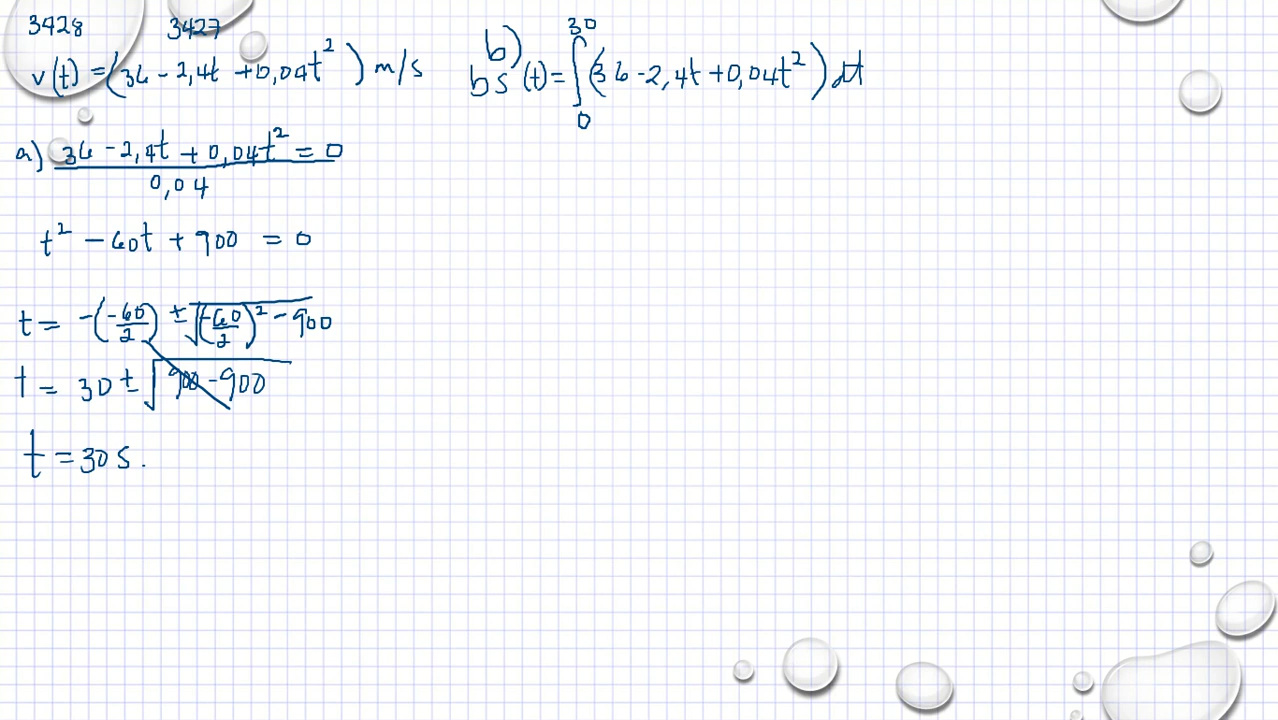 3428 3427
v(t) = (36 - 2,4t + 0,04t²) m/s
a) 36 - 2,4t + 0,04t² = 0
0,04
t² - 60t + 900 = 0
t = -(-60/2) ± √((-60/2)² - 900
t = 30 ± √900 - 900
t = 30 s.
b)
bs (t) = ∫₀³⁰ (36 - 2,4t + 0,04t²) dt